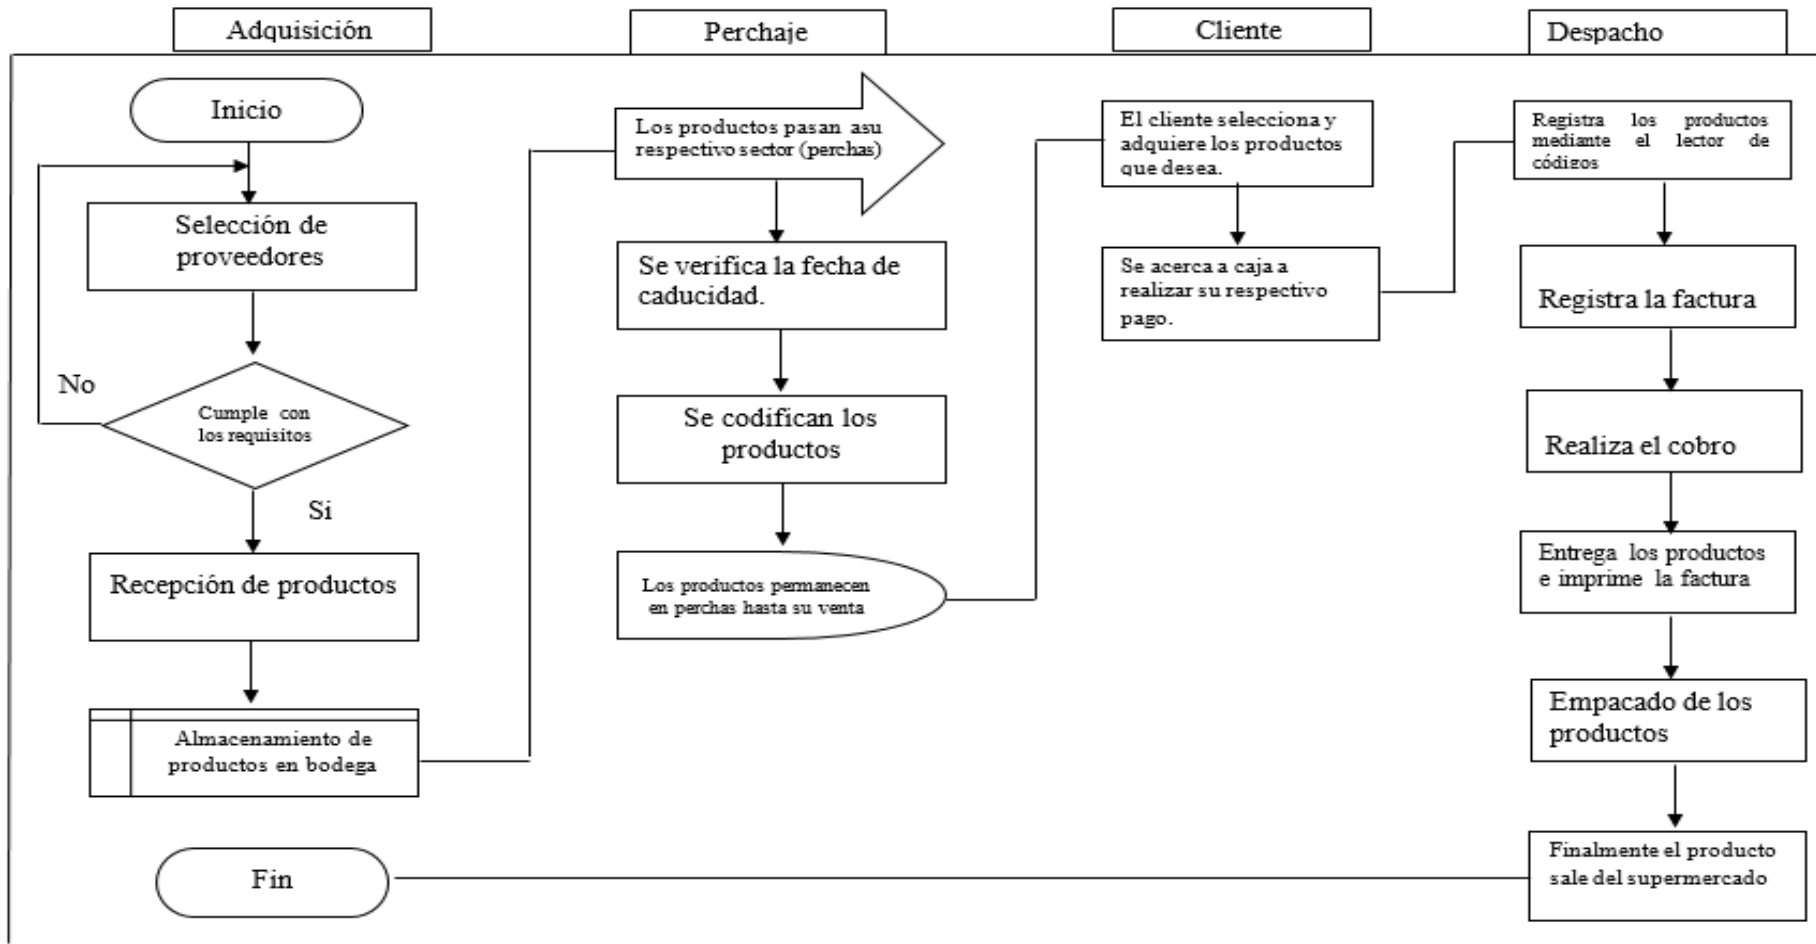 Adquisición
Perchaje
Cliente
Despacho
Inicio
Selección de
proveedores
No
Cumple con
los requisitos
Si
Recepción de productos
Almacenamiento de
productos en bodega
Fin
Los productos pasan asu
respectivo sector (perchas)
Se verifica la fecha de
caducidad.
Se codifican los
productos
Los productos permanecen
en perchas hasta su venta
El cliente selecciona y
adquiere los productos
que desea.
Se acerca a caja a
realizar su respectivo
pago.
Registra los productos
mediante el lector de
códigos
Registra la factura
Realiza el cobro
Entrega los productos
e imprime la factura
Empacado de los
productos
Finalmente el producto
sale del supermercado